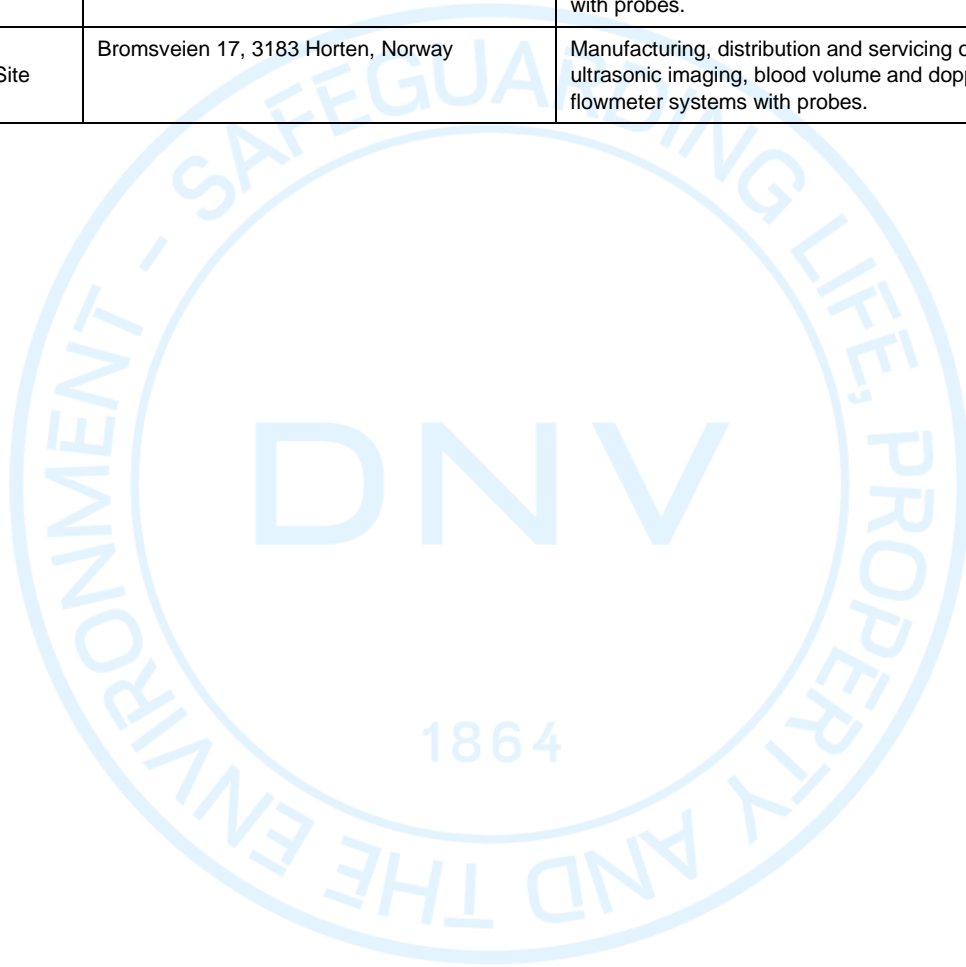 with probes.
Site
Bromsveien 17, 3183 Horten, Norway
Manufacturing, distribution and servicing
ultrasonic imaging, blood volume and
flowmeter systems with probes.
SAFEGUARDING LIFE, PROPERTY AND THE ENVIRONMENT -
DNV
1864